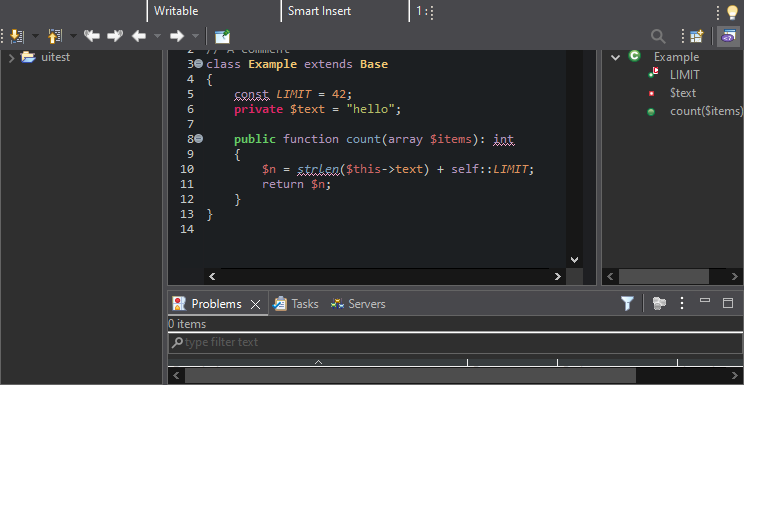 Writable
Smart Insert
1 :
uitest
2 // A comment
3 class Example extends Base
4 {
5 const LIMIT = 42;
6 private $text = "hello";
7
8 public function count(array $items): int
9 {
10 $n = strlen($this->text) + self::LIMIT;
11 return $n;
12 }
13 }
14
Example
LIMIT
$text
count($items)
Problems
Tasks
Servers
0 items
type filter text